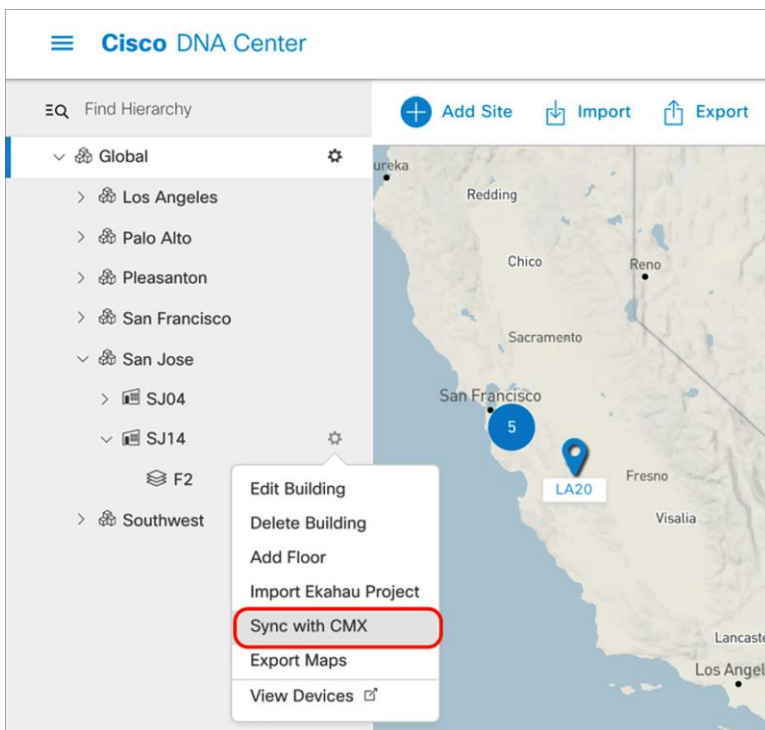 Cisco DNA Center
Find Hierarchy
Add Site Import Export
Global
Los Angeles
Palo Alto
Pleasanton
San Francisco
San Jose
SJ04
SJ14
F2
Southwest
Edit Building
Delete Building
Add Floor
Import Ekahau Project
Sync with CMX
Export Maps
View Devices
ureka
Redding
Chico
Reno
Sacramento
San Francisco
5
LA20
Fresno
Visalia
Lancaste
Los Angel